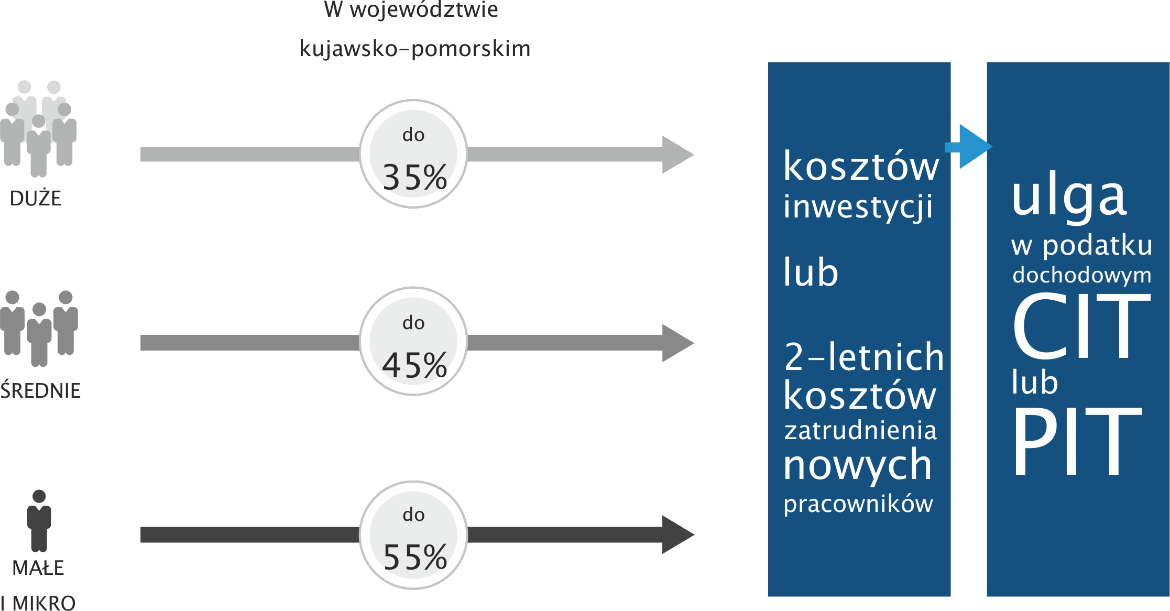 W województwie
kujawsko-pomorskim
DUŻE
do
35%
ŚREDNIE
do
45%
MAŁE
I MIKRO
do
55%
kosztów
inwestycji
lub
2-letnich
kosztów
zatrudnienia
nowych
pracowników
ulga
w podatku
dochodowym
CIT
lub
PIT